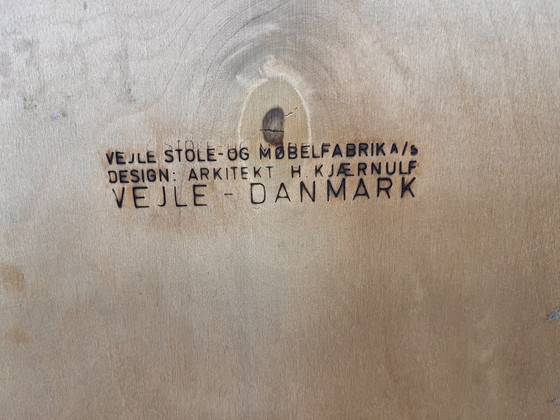 VEJLE STOLE-OG MØBELFABRIK A/s
DESIGN: ARKITEKT H. KJÆRNULF
VEJLE - DANMARK